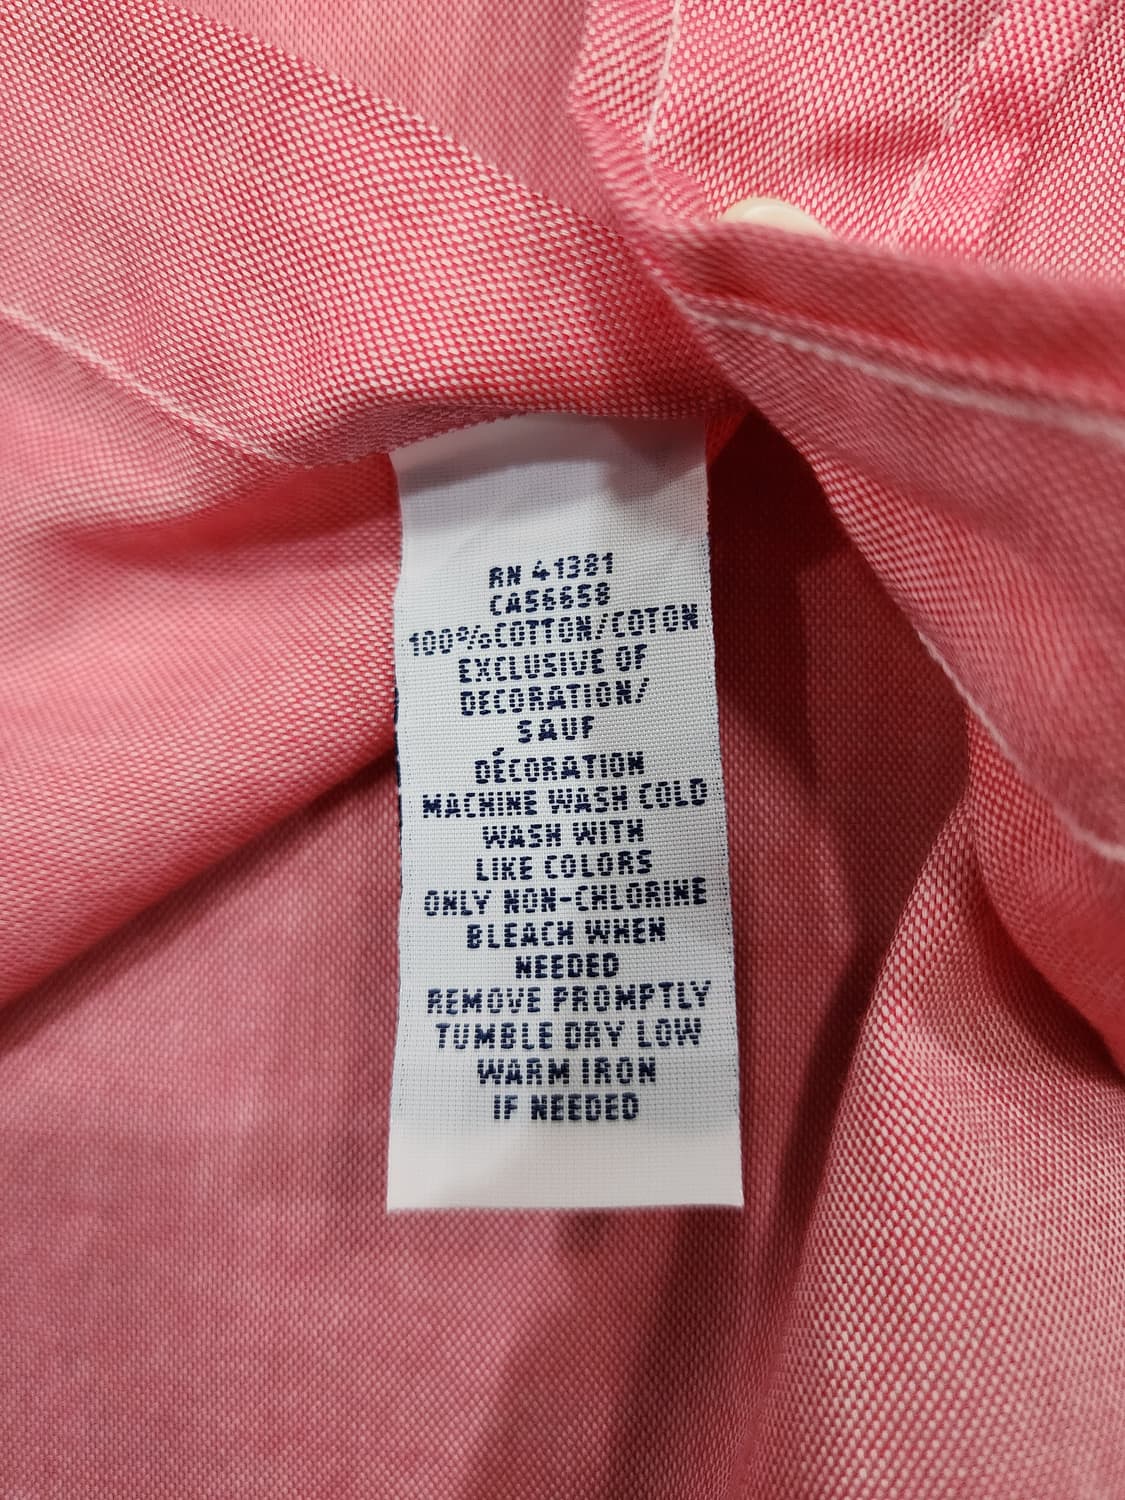 RN 41381
CA56658
100%COTTON/COTON
EXCLUSIVE OF
DECORATION/
SAUF
DÉCORATION
MACHINE WASH COLD
WASH WITH
LIKE COLORS
ONLY NON-CHLORINE
BLEACH WHEN
NEEDED
REMOVE PROMPTLY
TUMBLE DRY LOW
WARM IRON
IF NEEDED